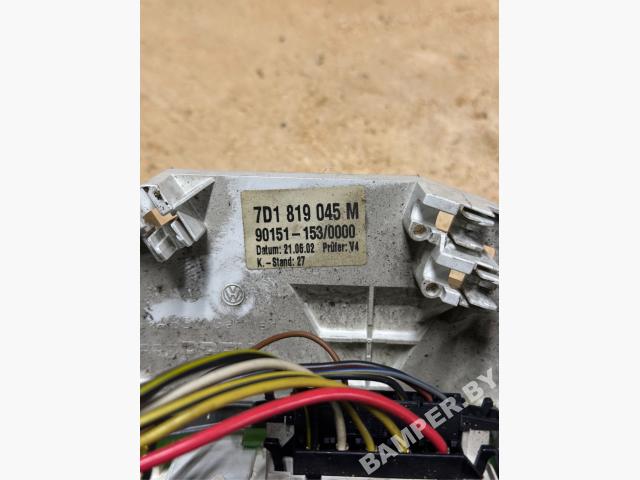 7D1 819 045 M
90151-153/0000
Datum: 21.06.02 Prüfer: V4
K.-Stand: 27
BAMPER.BY